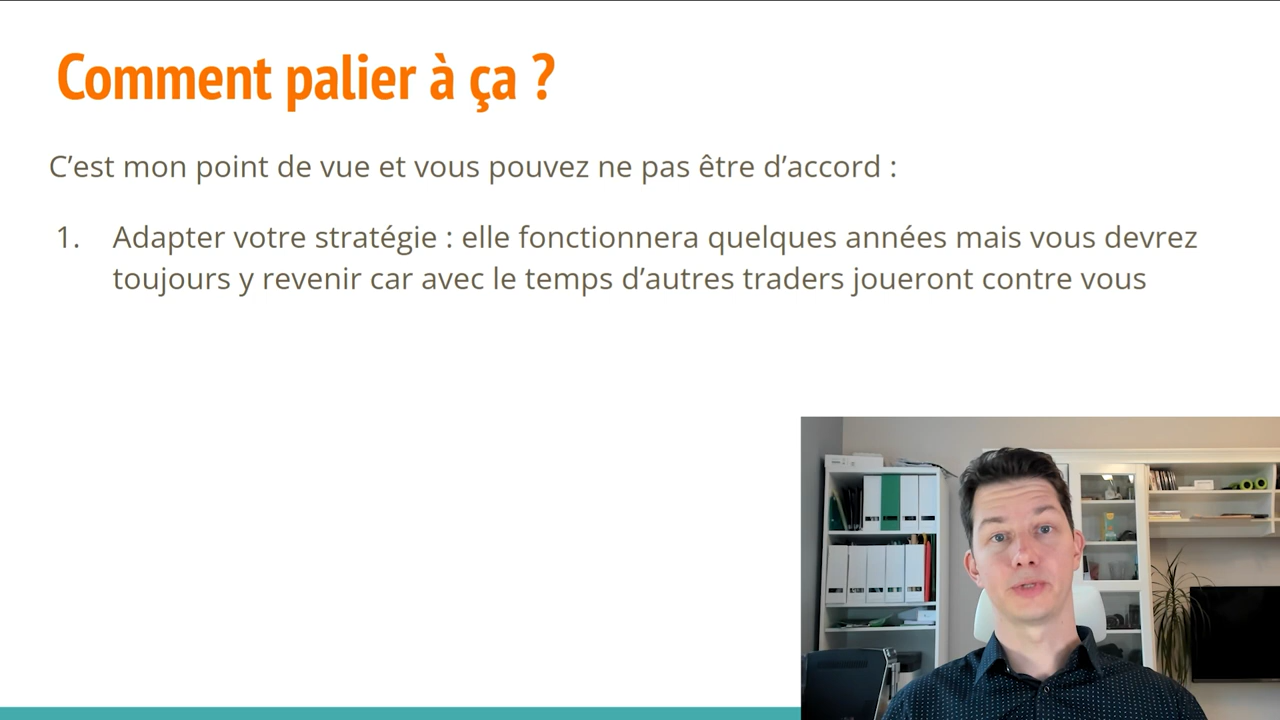 Comment palier à ça ?
C’est mon point de vue et vous pouvez ne pas être d’accord :
1. Adapter votre stratégie : elle fonctionnera quelques années mais vous devrez
toujours y revenir car avec le temps d’autres traders joueront contre vous